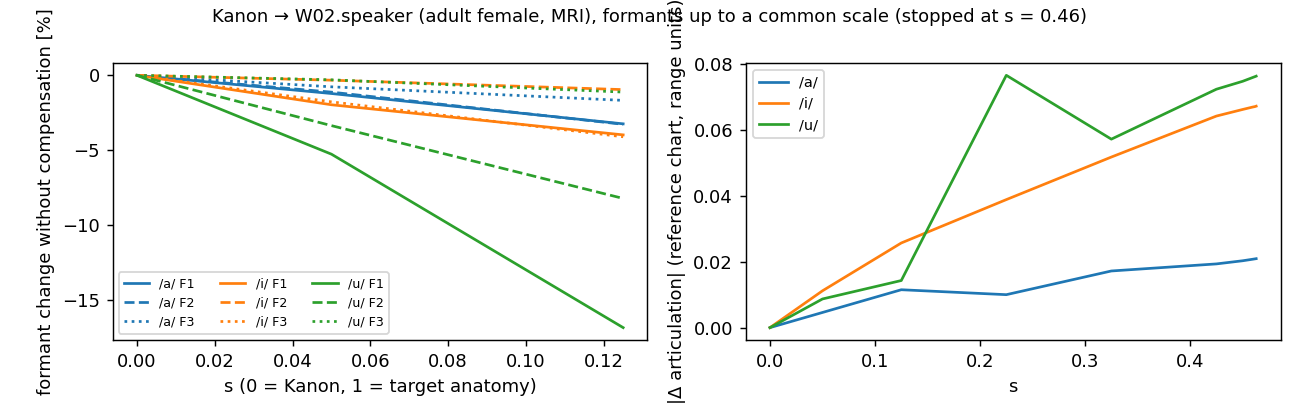 Kanon → W02.speaker (adult female, MRI), formants up to a common scale (stopped at s = 0.46)
formant change without compensation [%]
0
−5
−10
−15
/a/ F1
/a/ F2
/a/ F3
/i/ F1
/i/ F2
/i/ F3
/u/ F1
/u/ F2
/u/ F3
0.00
0.02
0.04
0.06
0.08
0.10
0.12
s (0 = Kanon, 1 = target anatomy)
|Δ articulation| (reference chart, range units)
0.08
0.06
0.04
0.02
0.00
/a/
/i/
/u/
0.0
0.1
0.2
0.3
0.4
s